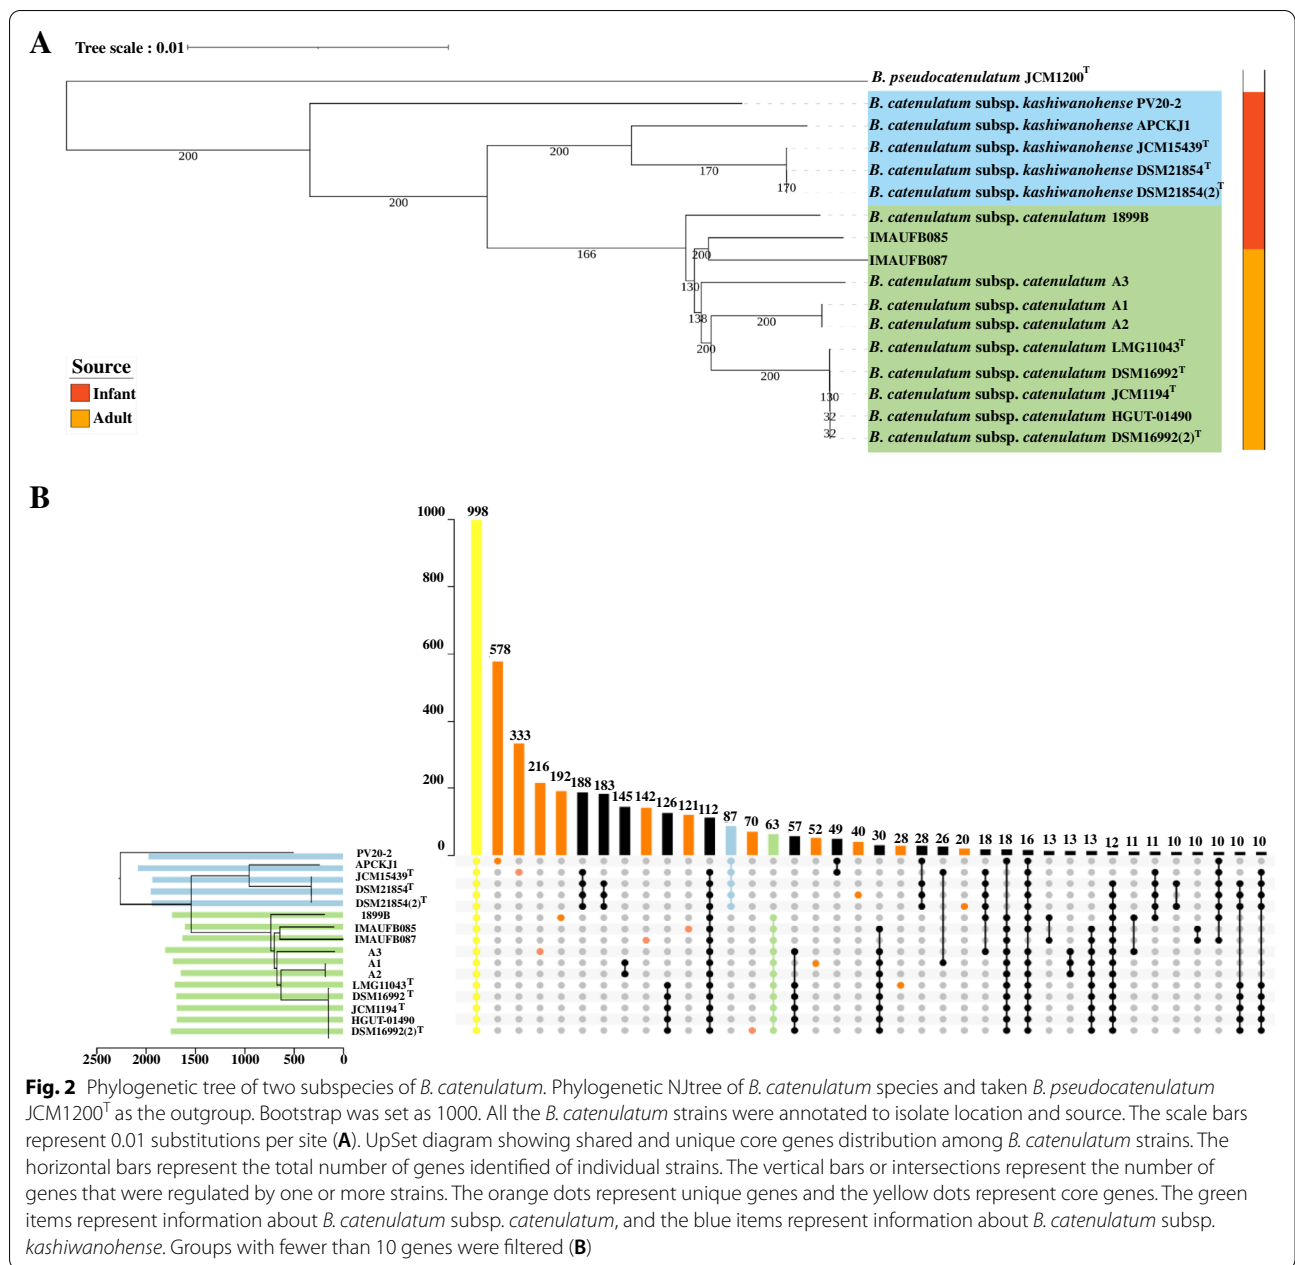 A
Tree scale : 0.01
B. pseudocatenulatum JCM1200T
B. catenulatum subsp. kashiwanohense PV20-2
B. catenulatum subsp. kashiwanohense APCKJ1
200
200
B. catenulatum subsp. kashiwanohense JCM15439T
170
B. catenulatum subsp. kashiwanohense DSM21854T
170
B. catenulatum subsp. kashiwanohense DSM21854(2)T
200
B. catenulatum subsp. catenulatum 1899B
IMAUFB085
166
200
IMAUFB087
B. catenulatum subsp. catenulatum A3
130
B. catenulatum subsp. catenulatum A1
138
200
B. catenulatum subsp. catenulatum A2
200
B. catenulatum subsp. catenulatum LMG11043T
200
B. catenulatum subsp. catenulatum DSM16992T
130
B. catenulatum subsp. catenulatum JCM1194T
32
B. catenulatum subsp. catenulatum HGUT-01490
32
B. catenulatum subsp. catenulatum DSM16992(2)T
Source
Infant
Adult
B
1000
800
600
400
200
0
998 578 333 216 192 188 183 145 142 126 121 112 87 70 63 57 52 49 40 30 28 28 26 20 18 18 16 13 13 13 12 11 11 10 10 10 10
PV20-2
APCKJ1
JCM15439T
DSM21854T
DSM21854(2)T
1899B
IMAUFB085
IMAUFB087
A3
A1
A2
LMG11043T
DSM16992T
JCM1194T
HGUT-01490
DSM16992(2)T
2500 2000 1500 1000 500 0
Fig. 2 Phylogenetic tree of two subspecies of B. catenulatum. Phylogenetic NJtree of B. catenulatum species and taken B. pseudocatenulatum
JCM1200T as the outgroup. Bootstrap was set as 1000. All the B. catenulatum strains were annotated to isolate location and source. The scale bars
represent 0.01 substitutions per site (A). UpSet diagram showing shared and unique core genes distribution among B. catenulatum strains. The
horizontal bars represent the total number of genes identified of individual strains. The vertical bars or intersections represent the number of
genes that were regulated by one or more strains. The orange dots represent unique genes and the yellow dots represent core genes. The green
items represent information about B. catenulatum subsp. catenulatum, and the blue items represent information about B. catenulatum subsp.
kashiwanohense. Groups with fewer than 10 genes were filtered (B)